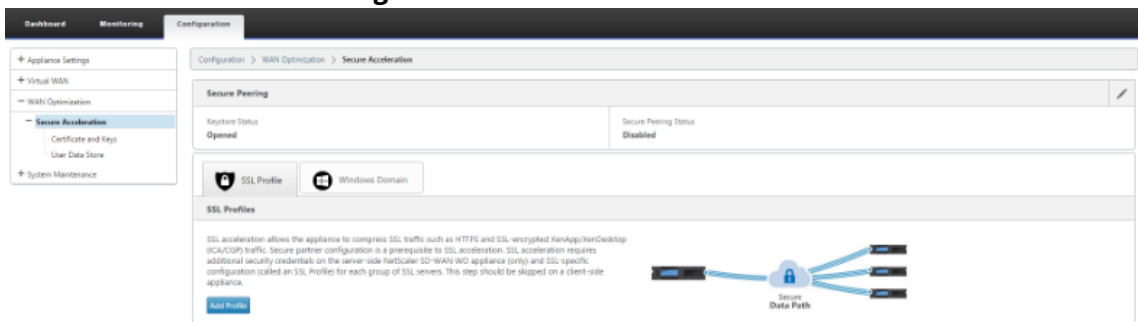 Dashboard Monitoring Configuration
+ Appliance Settings
+ Virtual WAN
− WAN Optimization
− Secure Acceleration
Certificate and Keys
User Data Store
+ System Maintenance
Configuration > WAN Optimization > Secure Acceleration
Secure Peering
Keystore Status
Opened
Secure Peering Status
Disabled
SSL Profile
Windows Domain
SSL Profiles
SSL acceleration allows the appliance to compress SSL traffic such as HTTPS and SSL-encrypted XenApp/XenDesktop
(ICA/CGP) traffic. Secure partner configuration is a prerequisite to SSL acceleration. SSL acceleration requires
additional security credentials on the server-side NetScaler SD-WAN WO appliance (only) and SSL-specific
configuration (called an SSL Profile) for each group of SSL servers. This step should be skipped on a client-side
appliance.
Add Profile
Secure
Data Path